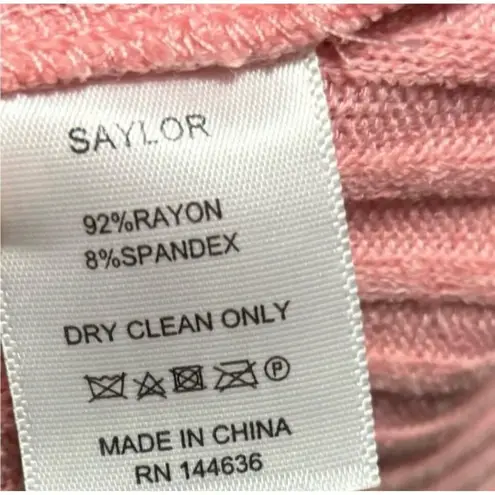 SAYLOR
92%RAYON
8%SPANDEX
DRY CLEAN ONLY
P
MADE IN CHINA
RN 144636